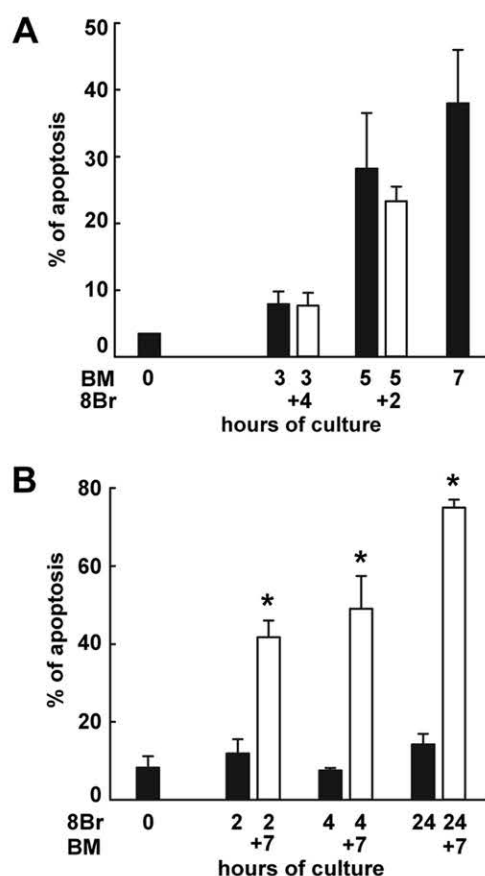 A
50
40
30
20
10
0
% of apoptosis
BM 0 3 3 5 5 7
8Br +4 +2
hours of culture
B
80
60
40
20
0
% of apoptosis
* * *
8Br 0 2 2 4 4 24 24
BM +7 +7 +7
hours of culture